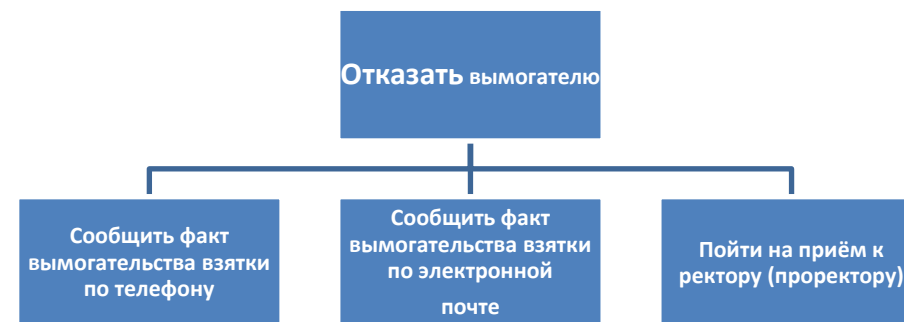 Отказать вымогателю
Сообщить факт
вымогательства взятки
по телефону
Сообщить факт
вымогательства взятки
по электронной
почте
Пойти на приём к
ректору (проректору)